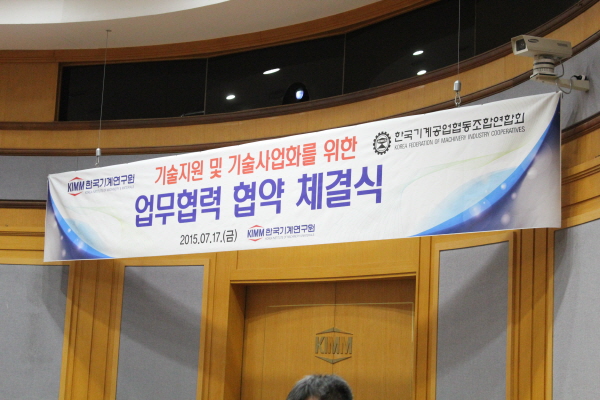 기술지원 및 기술사업화를 위한
KIMM 한국기계연구원
한국기계공업협동조합연합회
KOREA FEDERATION OF MACHINERY INDUSTRY COOPERATIVES
업무협력 협약 체결식
2015.07.17.(금)
KIMM 한국기계연구원
KIMM